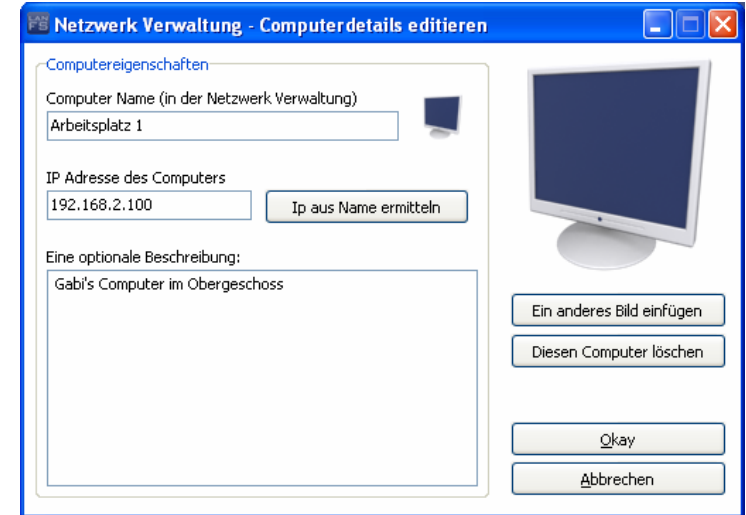 LAN
FS
Netzwerk Verwaltung - Computerdetails editieren
Computereigenschaften
Computer Name (in der Netzwerk Verwaltung)
Arbeitsplatz 1
IP Adresse des Computers
192.168.2.100
Ip aus Name ermitteln
Eine optionale Beschreibung:
Gabi's Computer im Obergeschoss
Ein anderes Bild einfügen
Diesen Computer löschen
Okay
Abbrechen